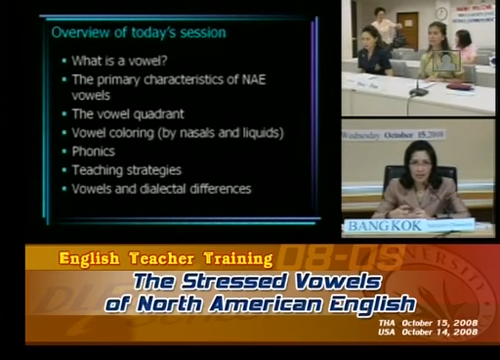 Overview of today's session
What is a vowel?
The primary characteristics of NAE
vowels
The vowel quadrant
Vowel coloring (by nasals and liquids)
Phonics
Teaching strategies
Vowels and dialectal differences
Wednesday October 15, 2008
BANGKOK
English Teacher Training
08-09
The Stressed Vowels
of North American English
THA October 15, 2008
USA October 14, 2008